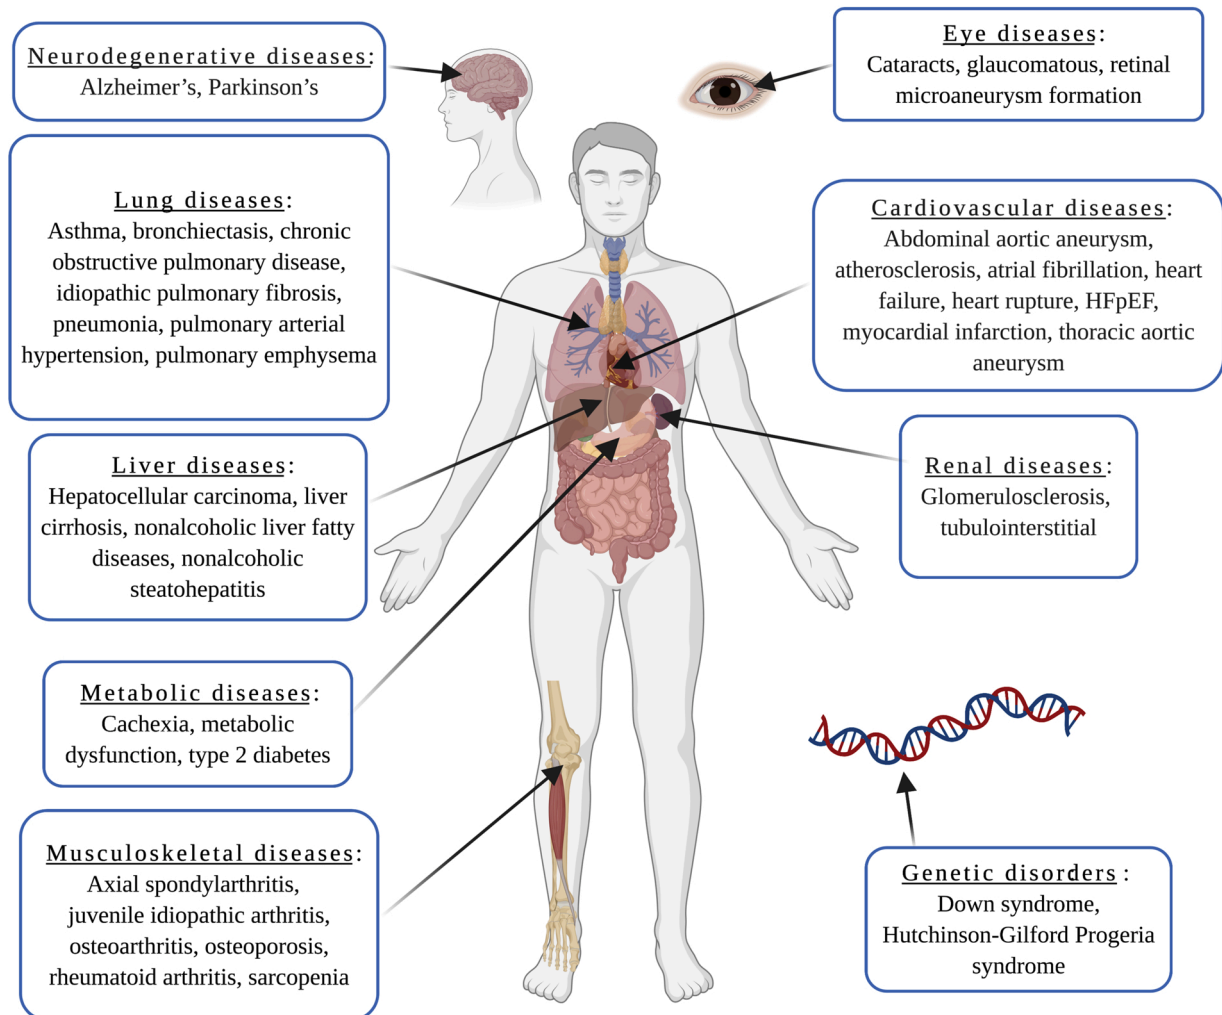 Neurodegenerative diseases:
Alzheimer’s, Parkinson’s
Eye diseases:
Cataracts, glaucomatous, retinal
microaneurysm formation
Lung diseases:
Asthma, bronchiectasis, chronic
obstructive pulmonary disease,
idiopathic pulmonary fibrosis,
pneumonia, pulmonary arterial
hypertension, pulmonary emphysema
Cardiovascular diseases:
Abdominal aortic aneurysm,
atherosclerosis, atrial fibrillation, heart
failure, heart rupture, HFpEF,
myocardial infarction, thoracic aortic
aneurysm
Liver diseases:
Hepatocellular carcinoma, liver
cirrhosis, nonalcoholic liver fatty
diseases, nonalcoholic
steatohepatitis
Renal diseases:
Glomerulosclerosis,
tubulointerstitial
Metabolic diseases:
Cachexia, metabolic
dysfunction, type 2 diabetes
Musculoskeletal diseases:
Axial spondylarthritis,
juvenile idiopathic arthritis,
osteoarthritis, osteoporosis,
rheumatoid arthritis, sarcopenia
Genetic disorders :
Down syndrome,
Hutchinson-Gilford Progeria
syndrome